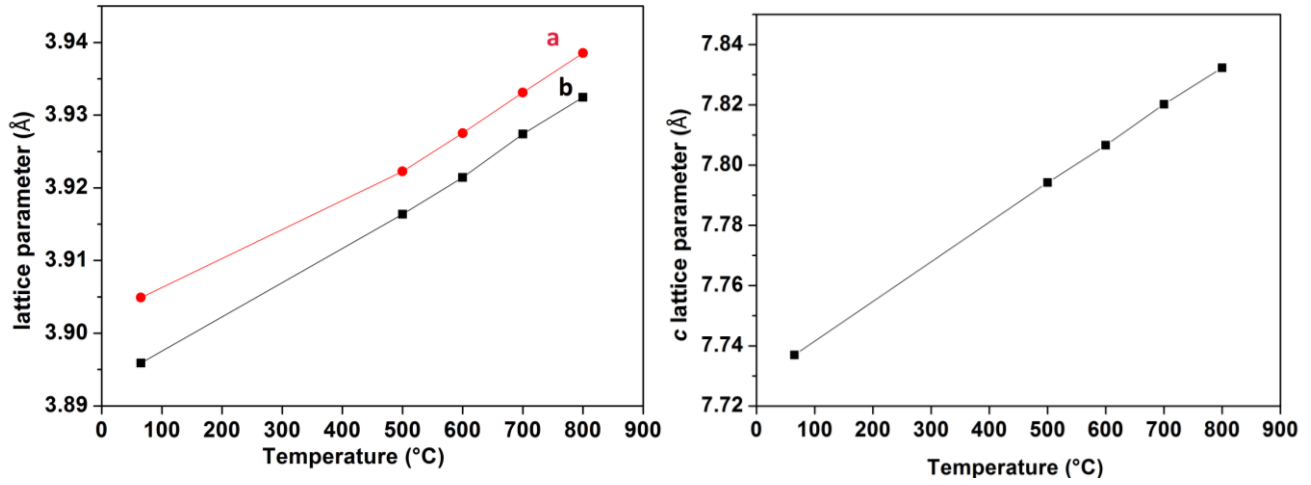 3.94
3.93
3.92
3.91
3.90
3.89
lattice parameter (Å)
a
b
0 100 200 300 400 500 600 700 800 900
Temperature (°C)
7.84
7.82
7.80
7.78
7.76
7.74
7.72
c lattice parameter (Å)
0 100 200 300 400 500 600 700 800 900
Temperature (°C)